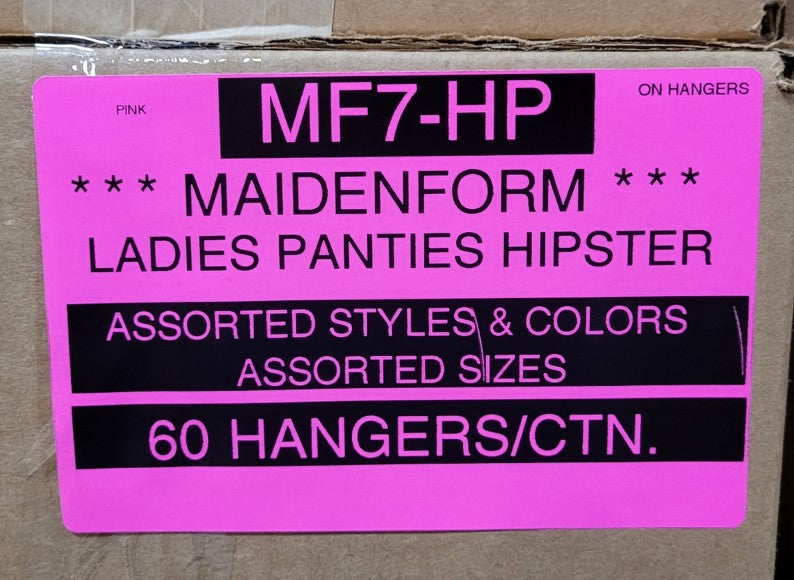 PINK
MF7-HP
ON HANGERS
*** MAIDENFORM ***
LADIES PANTIES HIPSTER
ASSORTED STYLES & COLORS
ASSORTED SIZES
60 HANGERS/CTN.